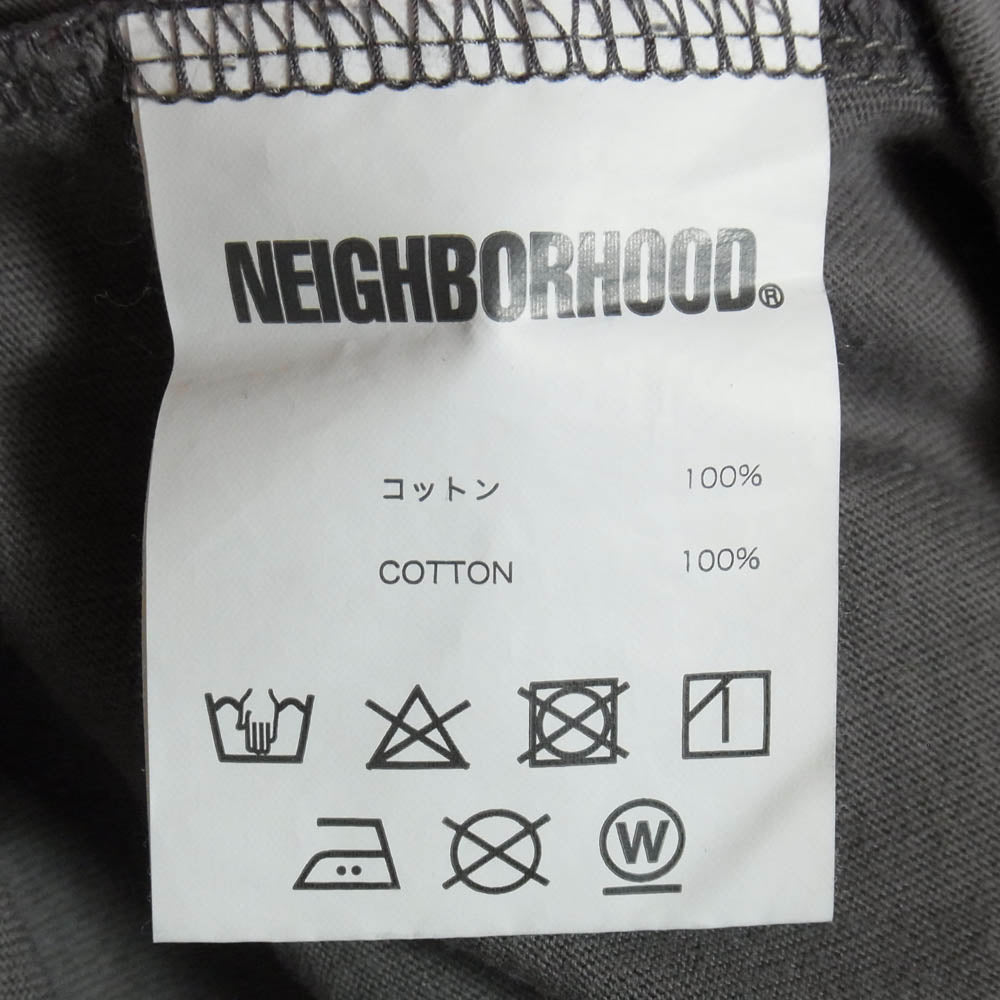 NEIGHBORHOOD®
コットン 100%
COTTON 100%
W